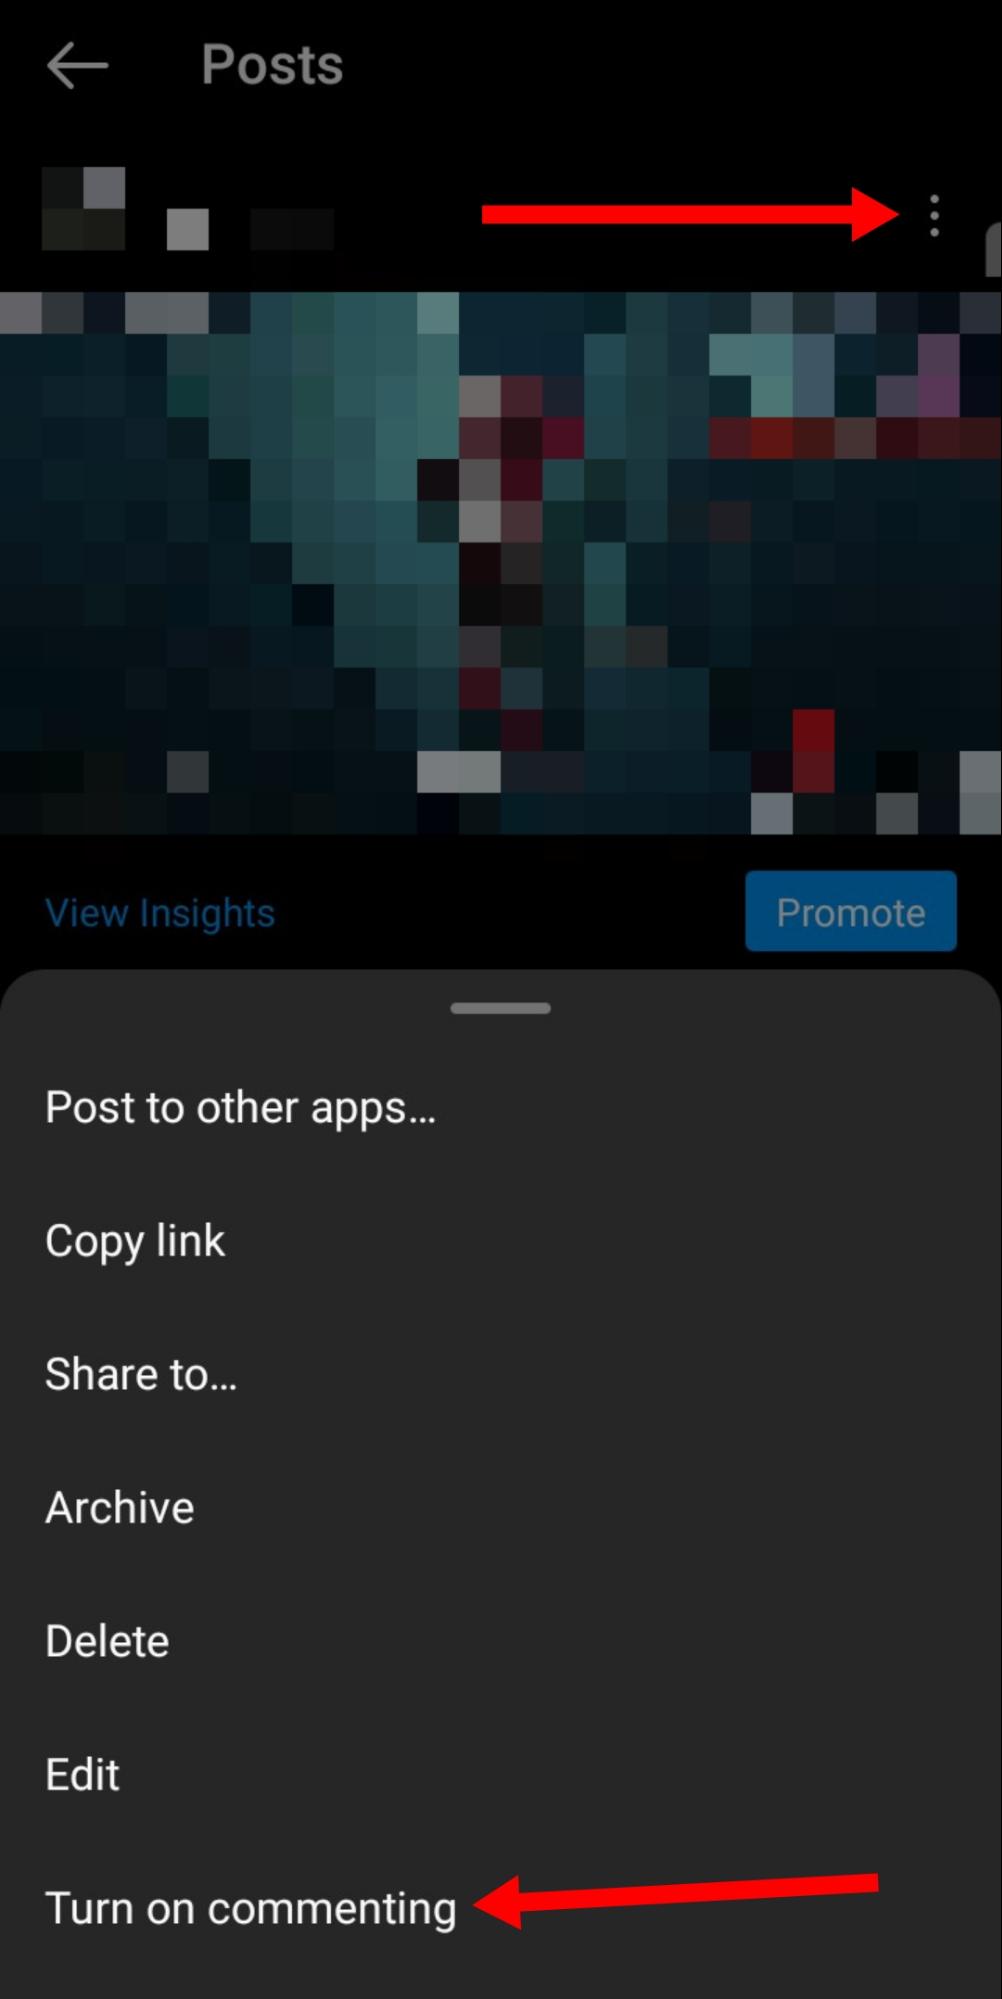 Posts
View Insights
Promote
Post to other apps...
Copy link
Share to...
Archive
Delete
Edit
Turn on commenting